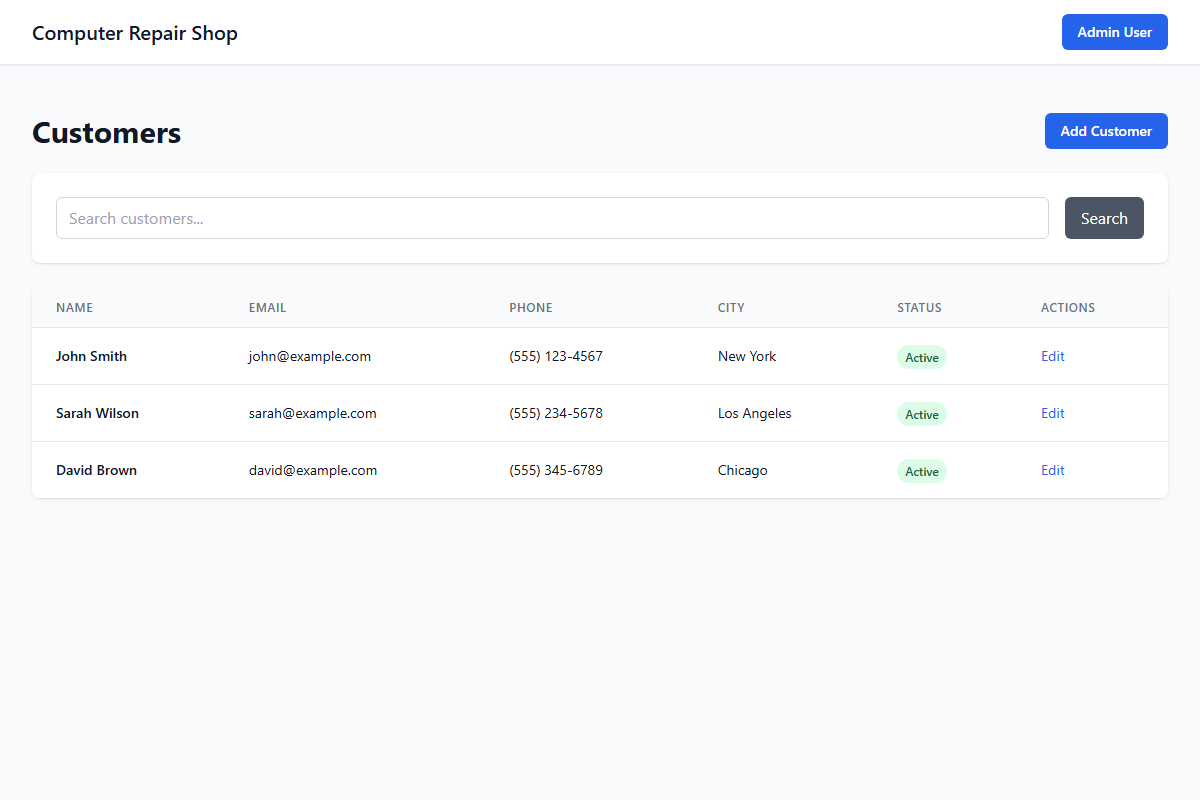 Computer Repair Shop
Admin User
Customers
Add Customer
Search customers...
Search
NAME EMAIL PHONE CITY STATUS ACTIONS
John Smith john@example.com (555) 123-4567 New York Active Edit
Sarah Wilson sarah@example.com (555) 234-5678 Los Angeles Active Edit
David Brown david@example.com (555) 345-6789 Chicago Active Edit